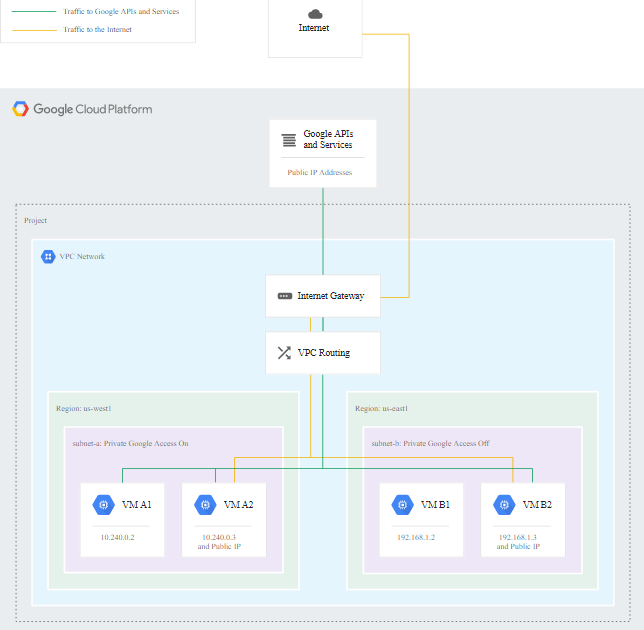 Traffic to Google APIs and Services
Traffic to the Internet
Internet
Google Cloud Platform
Google APIs
and Services
Public IP Addresses
Project
VPC Network
Internet Gateway
VPC Routing
Region: us-west1
Region: us-east1
subnet-a: Private Google Access On
subnet-b: Private Google Access Off
VM A1
10.240.0.2
VM A2
10.240.0.3
and Public IP
VM B1
192.168.1.2
VM B2
192.168.1.3
and Public IP